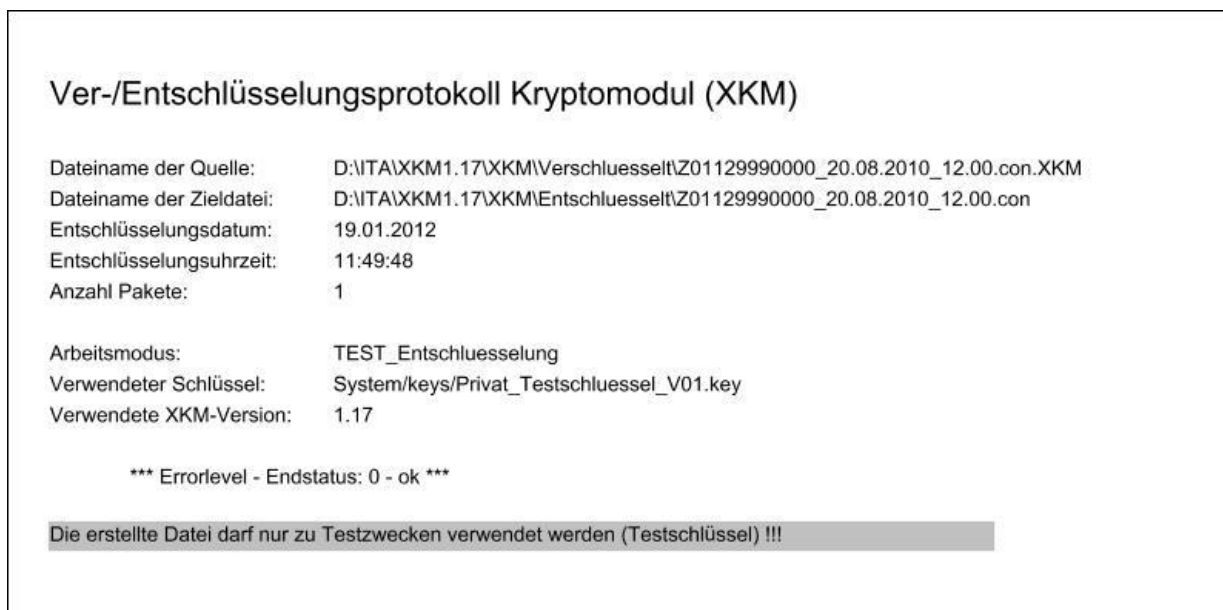 Ver-/Entschlüsselungsprotokoll Kryptomodul (XKM)
Dateiname der Quelle: D:\ITA\XKM1.17\XKM\Verschluesselt\Z01129990000_20.08.2010_12.00.con.XKM
Dateiname der Zieldatei: D:\ITA\XKM1.17\XKM\Entschluesselt\Z01129990000_20.08.2010_12.00.con
Entschlüsselungsdatum: 19.01.2012
Entschlüsselungsuhrzeit: 11:49:48
Anzahl Pakete: 1
Arbeitsmodus: TEST_Entschluesselung
Verwendeter Schlüssel: System/keys/Privat_Testschluessel_V01.key
Verwendete XKM-Version: 1.17
*** Errorlevel - Endstatus: 0 - ok ***
Die erstellte Datei darf nur zu Testzwecken verwendet werden (Testschlüssel) !!!